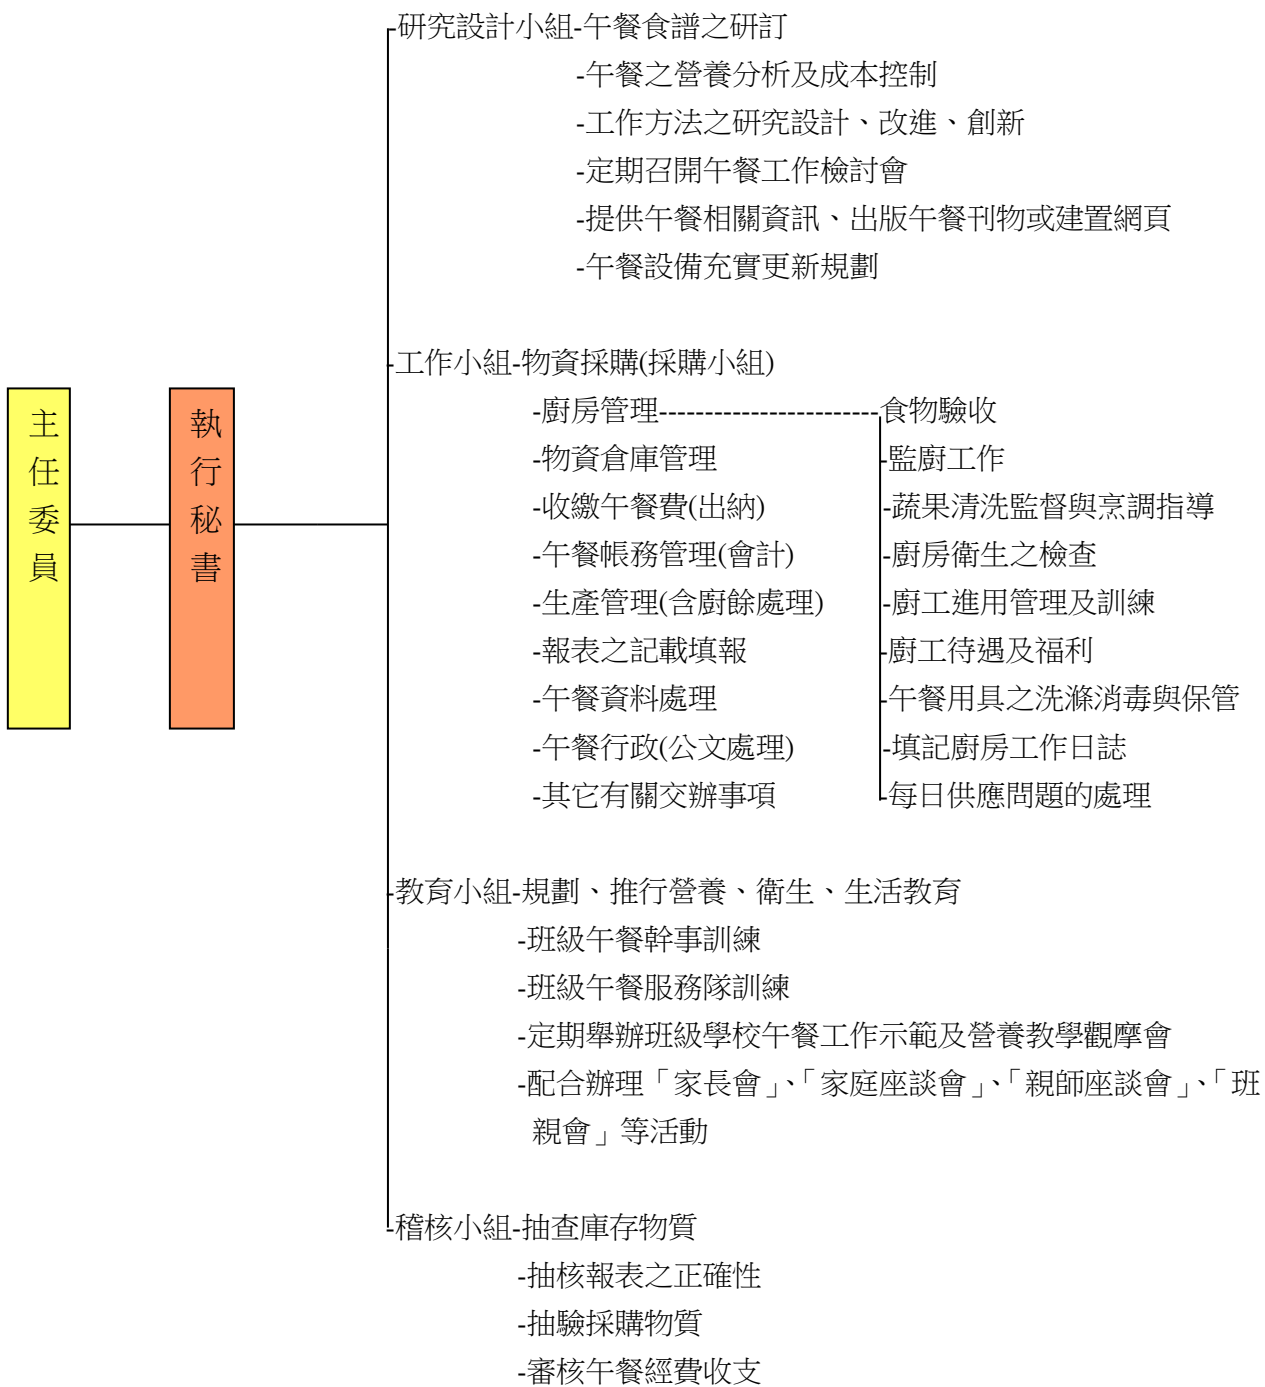 研究設計小組-午餐食譜之研訂
-午餐之營養分析及成本控制
-工作方法之研究設計、改進、創新
-定期召開午餐工作檢討會
-提供午餐相關資訊、出版午餐刊物或建置網頁
-午餐設備充實更新規劃
主任委員
執行秘書
-工作小組-物資採購(採購小組)
-廚房管理------------------------食物驗收
-物資倉庫管理 -監廚工作
-收繳午餐費(出納) -蔬果清洗監督與烹調指導
-午餐帳務管理(會計) -廚房衛生之檢查
-生產管理(含廚餘處理) -廚工進用管理及訓練
-報表之記載填報 -廚工待遇及福利
-午餐資料處理 -午餐用具之洗滌消毒與保管
-午餐行政(公文處理) -填記廚房工作日誌
-其它有關交辦事項 -每日供應問題的處理
-教育小組-規劃、推行營養、衛生、生活教育
-班級午餐幹事訓練
-班級午餐服務隊訓練
-定期舉辦班級學校午餐工作示範及營養教學觀摩會
-配合辦理「家長會」、「家庭座談會」、「親師座談會」、「班
親會」等活動
-稽核小組-抽查庫存物質
-抽核報表之正確性
-抽驗採購物質
-審核午餐經費收支